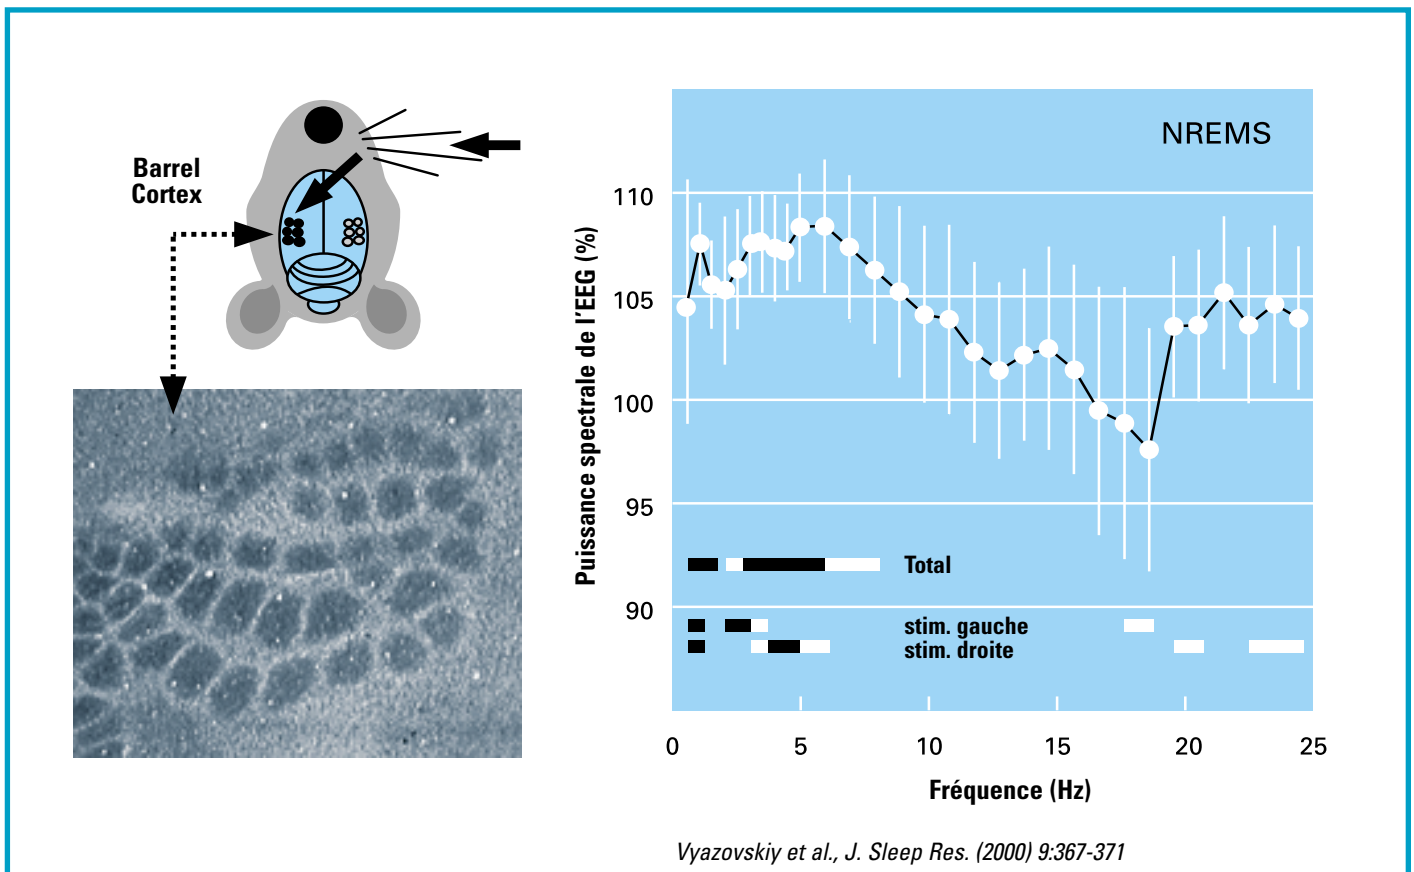 Barrel
Cortex
NREMS
Puissance spectrale de l'EEG (%)
110
105
100
95
90
Total
stim. gauche
stim. droite
0 5 10 15 20 25
Fréquence (Hz)
Vyazovskiy et al., J. Sleep Res. (2000) 9:367-371